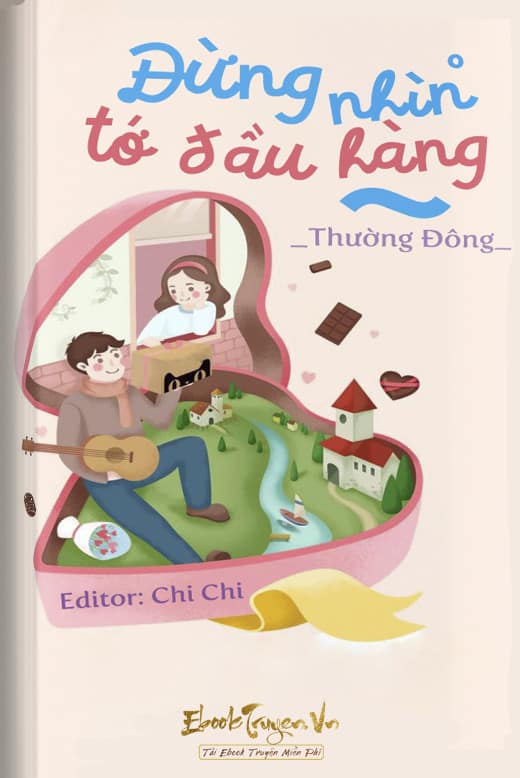 Đừng nhìn
tớ đầu hàng
_Thường Đông_
Editor: Chi Chi
EbookTruyen.Vn
Tải Ebook Truyện Miễn Phí